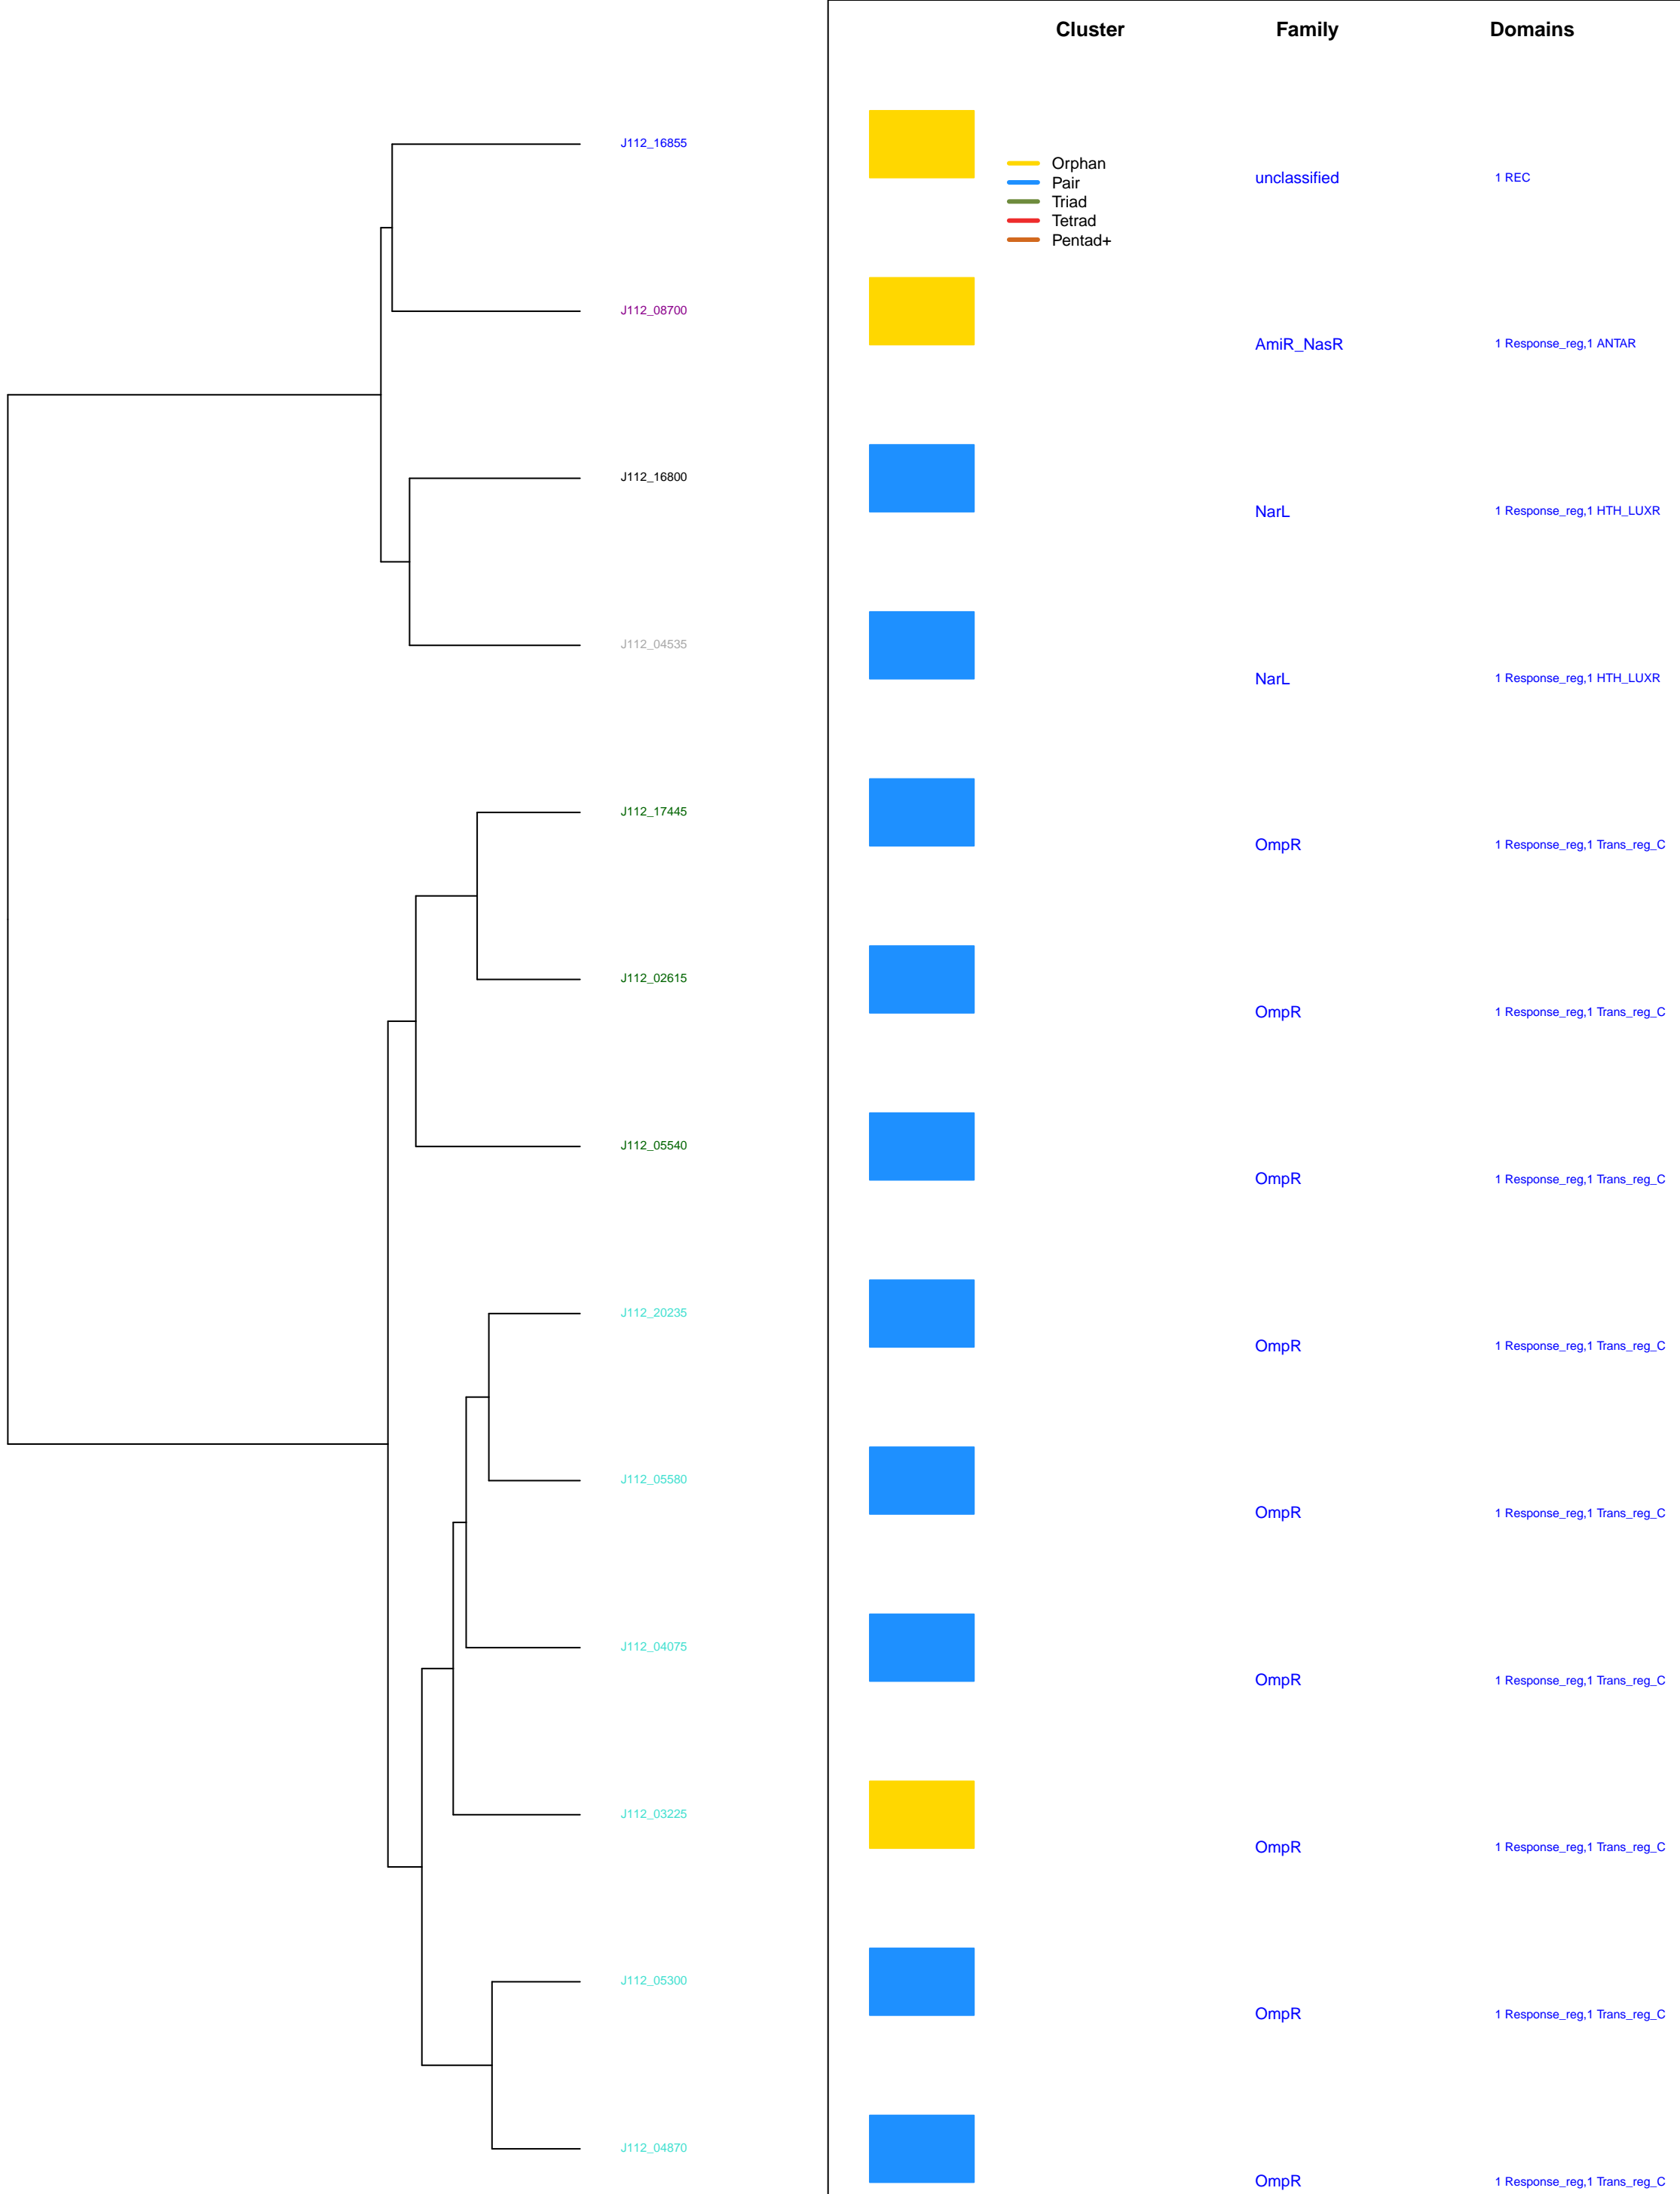 Cluster Family Domains
J112_16855
Orphan
Pair
Triad
Tetrad
Pentad+
unclassified 1 REC
J112_08700
AmiR_NasR 1 Response_reg,1 ANTAR
J112_16800
NarL 1 Response_reg,1 HTH_LUXR
J112_04535
NarL 1 Response_reg,1 HTH_LUXR
J112_17445
OmpR 1 Response_reg,1 Trans_reg_C
J112_02615
OmpR 1 Response_reg,1 Trans_reg_C
J112_05540
OmpR 1 Response_reg,1 Trans_reg_C
J112_20235
OmpR 1 Response_reg,1 Trans_reg_C
J112_05580
OmpR 1 Response_reg,1 Trans_reg_C
J112_04075
OmpR 1 Response_reg,1 Trans_reg_C
J112_03225
OmpR 1 Response_reg,1 Trans_reg_C
J112_05300
OmpR 1 Response_reg,1 Trans_reg_C
J112_04870
OmpR 1 Response_reg,1 Trans_reg_C